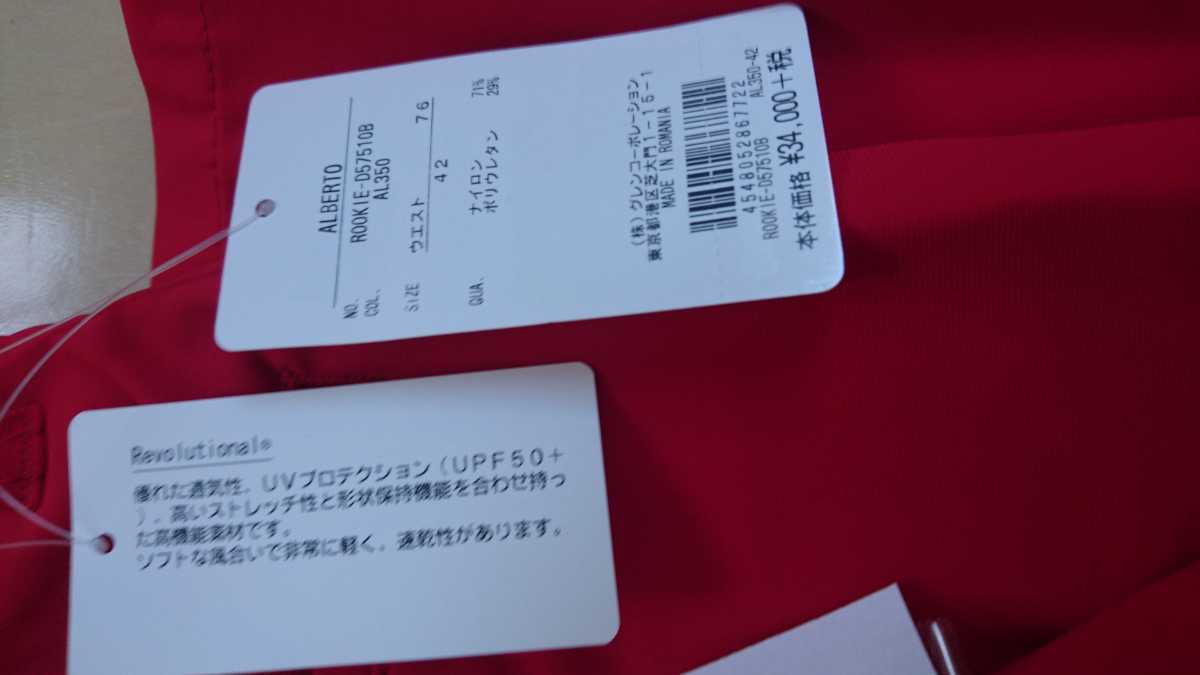 ALBERTO
NO. ROOKIE-D57510B
COL. AL350
SIZE ウエスト 76
42
QUA. ナイロン 71%
ポリウレタン 29%
(株)グレンコーポレーション
東京都港区芝大門1-15-1
MADE IN ROMANIA
4548052867722
ROOKIE-D57510B AL350-42
本体価格 ¥34,000+税
Revolutional®
優れた通気性、UVプロテクション(UPF50+
)、高いストレッチ性と形状保持機能を合わせ持っ
た高機能素材です。
ソフトな風合いで非常に軽く、速乾性があります。